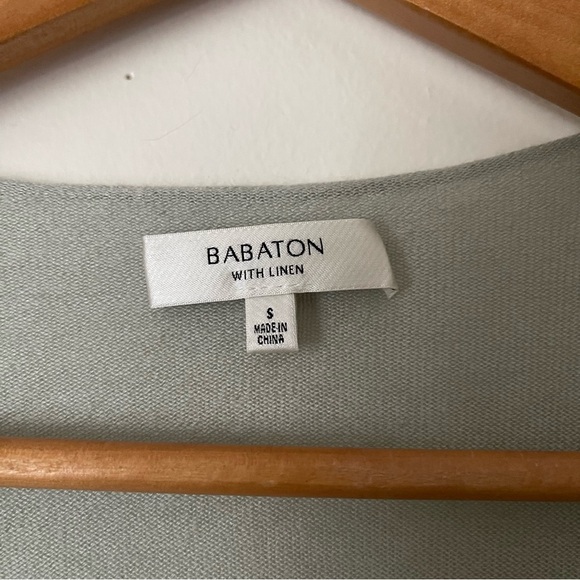 BABATON
WITH LINEN
S
MADE IN
CHINA